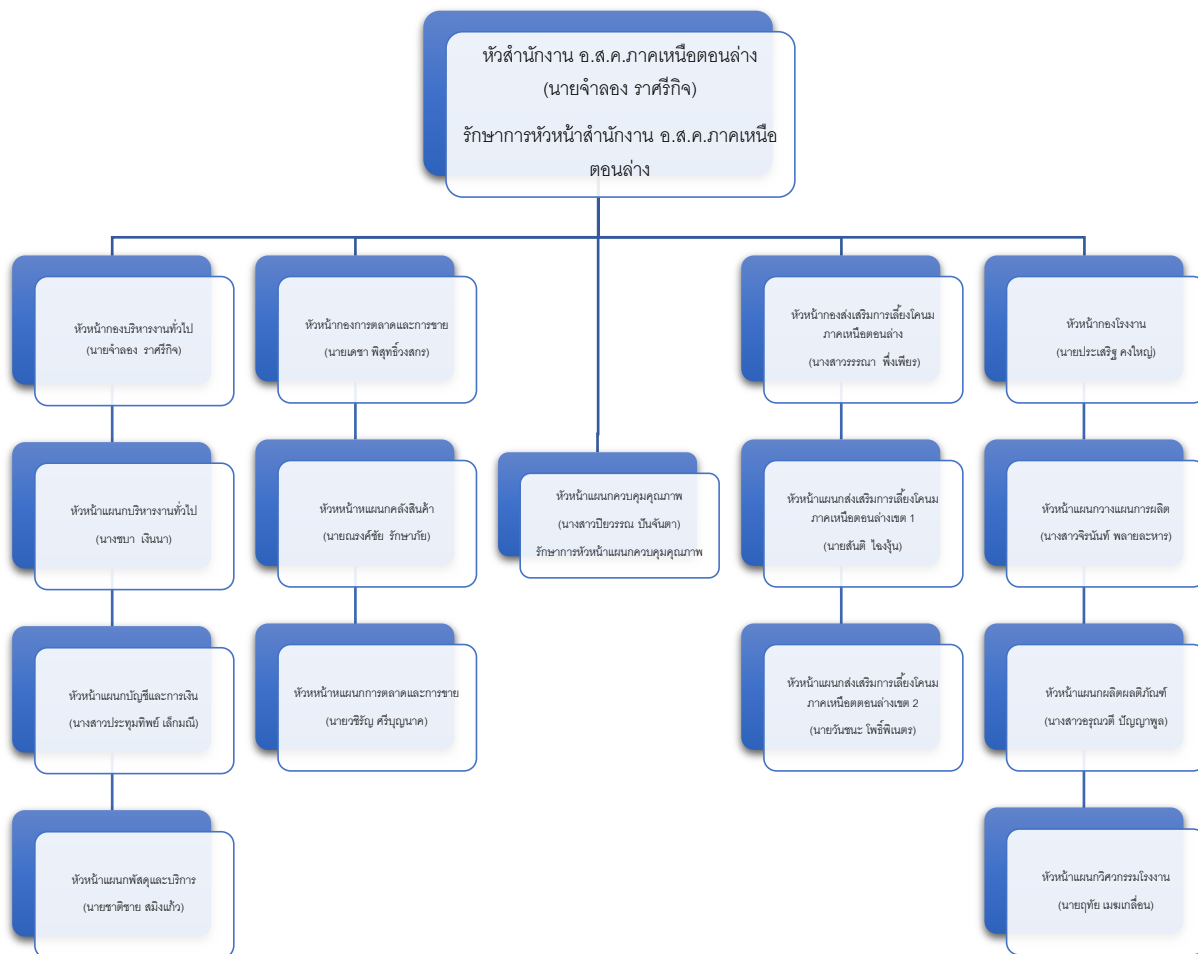 หัวสำนักงาน อ.ส.ค.ภาคเหนือตอนล่าง
(นายจำลอง ราศรีกิจ)
รักษาการหัวหน้าสำนักงาน อ.ส.ค.ภาคเหนือ
ตอนล่าง
หัวหน้ากองบริหารงานทั่วไป
(นายจำลอง ราศรีกิจ)
หัวหน้ากองการตลาดและการขาย
(นายเดชา พิสุทธิ์วงสกร)
หัวหน้ากองส่งเสริมการเลี้ยงโคนม
ภาคเหนือตอนล่าง
(นางสาวรรณา พึ่งเพียร)
หัวหน้ากองโรงงาน
(นายประเสริฐ คงใหญ่)
หัวหน้าแผนกบริหารงานทั่วไป
(นางชบา เงินนา)
หัวหหน้าหแผนกคลังสินค้า
(นายณรงค์ชัย รักษาภัย)
หัวหน้าแผนกควบคุมคุณภาพ
(นางสาวปิยวรรณ ปันจันตา)
รักษาการหัวหน้าแผนกควบคุมคุณภาพ
หัวหน้าแผนกส่งเสริมการเลี้ยงโคนม
ภาคเหนือตอนล่างเขต 1
(นายสันติ ไฉงุ้น)
หัวหน้าแผนกวางแผนการผลิต
(นางสาวจิรนันท์ พลายละหาร)
หัวหน้าแผนกบัญชีและการเงิน
(นางสาวประทุมทิพย์ เล็กมณี)
หัวหหน้าหแผนกการตลาดและการขาย
(นายวชิรัญ ศรีบุญนาค)
หัวหน้าแผนกส่งเสริมการเลี้ยงโคนม
ภาคเหนือตตอนล่างเขต 2
(นายวันชนะ โพธิ์พิเนตร)
หัวหน้าแผนกผลิตผลติภัณฑ์
(นางสาวอรุณวตี ปัญญาพูล)
หัวหน้าแผนกพัสดุและบริการ
(นายชาติชาย สมิงแก้ว)
หัวหน้าแผนกวิศวกรรมโรงงาน
(นายฤทัย เมฆเกลื่อน)